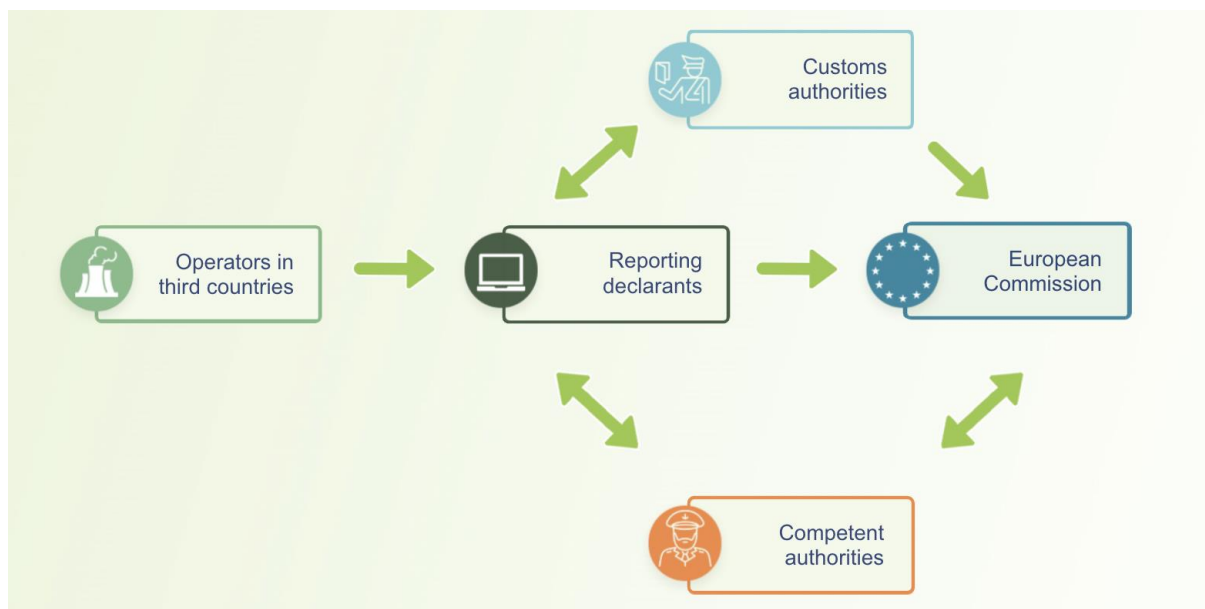 Customs
authorities
Operators in
third countries
Reporting
declarants
European
Commission
Competent
authorities